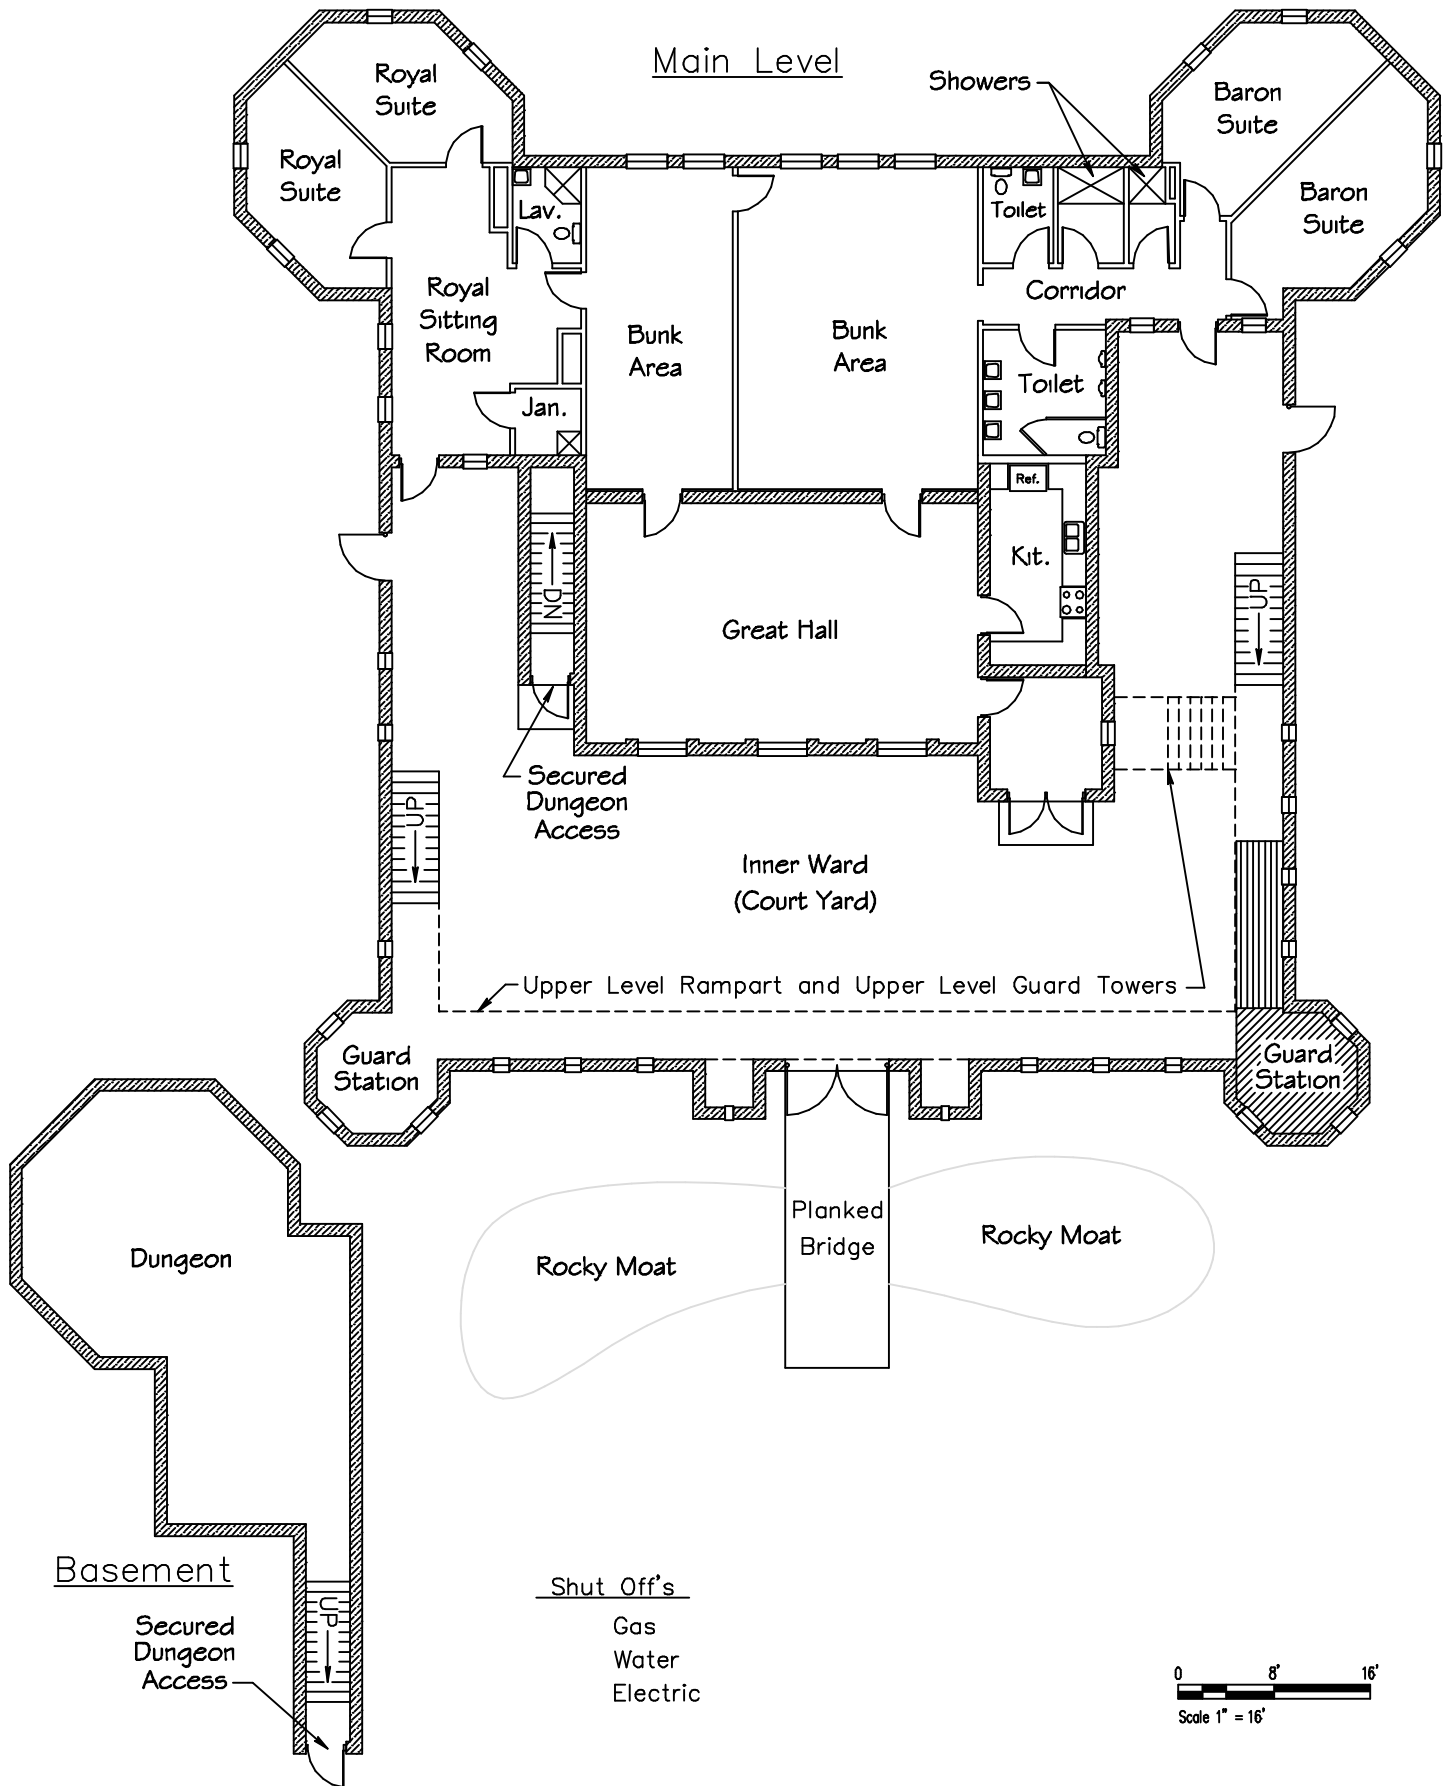 Main Level
Royal
Suite
Royal
Suite
Showers
Baron
Suite
Baron
Suite
Lav.
Toilet
Royal
Sitting
Room
Corridor
Bunk
Area
Bunk
Area
Toilet
Jan.
Ref.
Kit.
DN
UP
Great Hall
Secured
Dungeon
Access
UP
Inner Ward
(Court Yard)
Upper Level Rampart and Upper Level Guard Towers
Guard
Station
Guard
Station
Planked
Bridge
Rocky Moat
Rocky Moat
Dungeon
Basement
UP
Secured
Dungeon
Access
Shut Off's
Gas
Water
Electric
0 8' 16'
Scale 1" = 16'